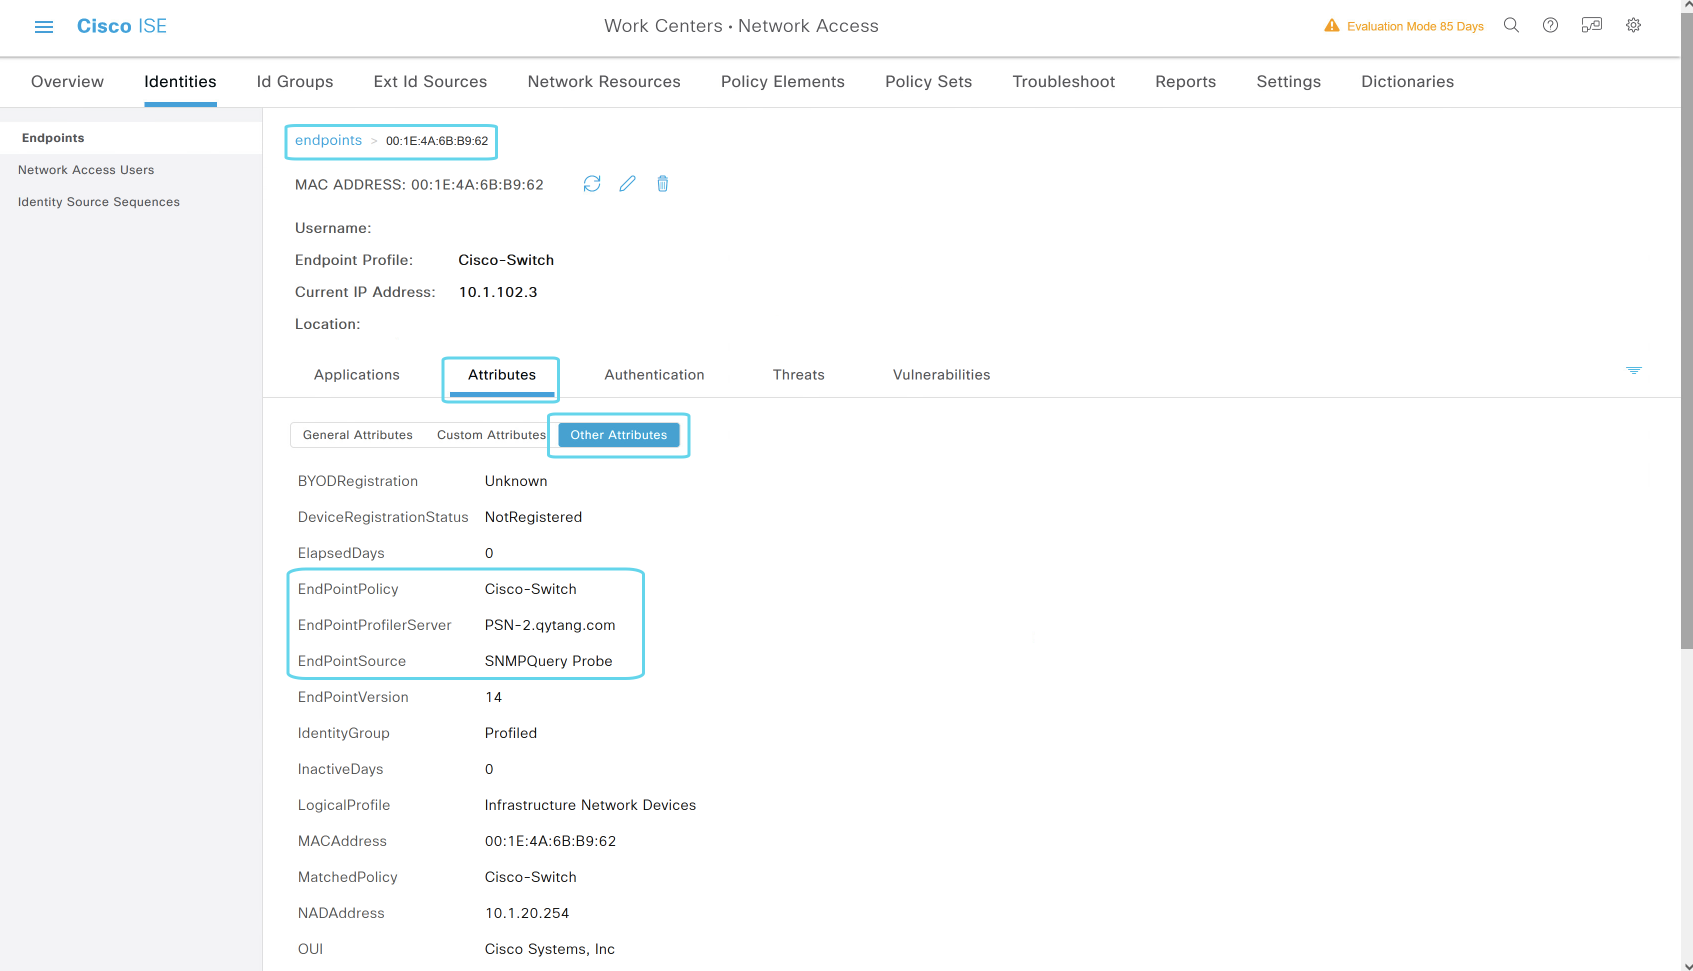 Cisco ISE
Work Centers · Network Access
Evaluation Mode 85 Days
Overview
Identities
Id Groups
Ext Id Sources
Network Resources
Policy Elements
Policy Sets
Troubleshoot
Reports
Settings
Dictionaries
Endpoints
Network Access Users
Identity Source Sequences
endpoints > 00:1E:4A:6B:B9:62
MAC ADDRESS: 00:1E:4A:6B:B9:62
Username:
Endpoint Profile: Cisco-Switch
Current IP Address: 10.1.102.3
Location:
Applications
Attributes
Authentication
Threats
Vulnerabilities
General Attributes
Custom Attributes
Other Attributes
BYODRegistration Unknown
DeviceRegistrationStatus NotRegistered
ElapsedDays 0
EndPointPolicy Cisco-Switch
EndPointProfilerServer PSN-2.qytang.com
EndPointSource SNMPQuery Probe
EndPointVersion 14
IdentityGroup Profiled
InactiveDays 0
LogicalProfile Infrastructure Network Devices
MACAddress 00:1E:4A:6B:B9:62
MatchedPolicy Cisco-Switch
NADAddress 10.1.20.254
OUI Cisco Systems, Inc